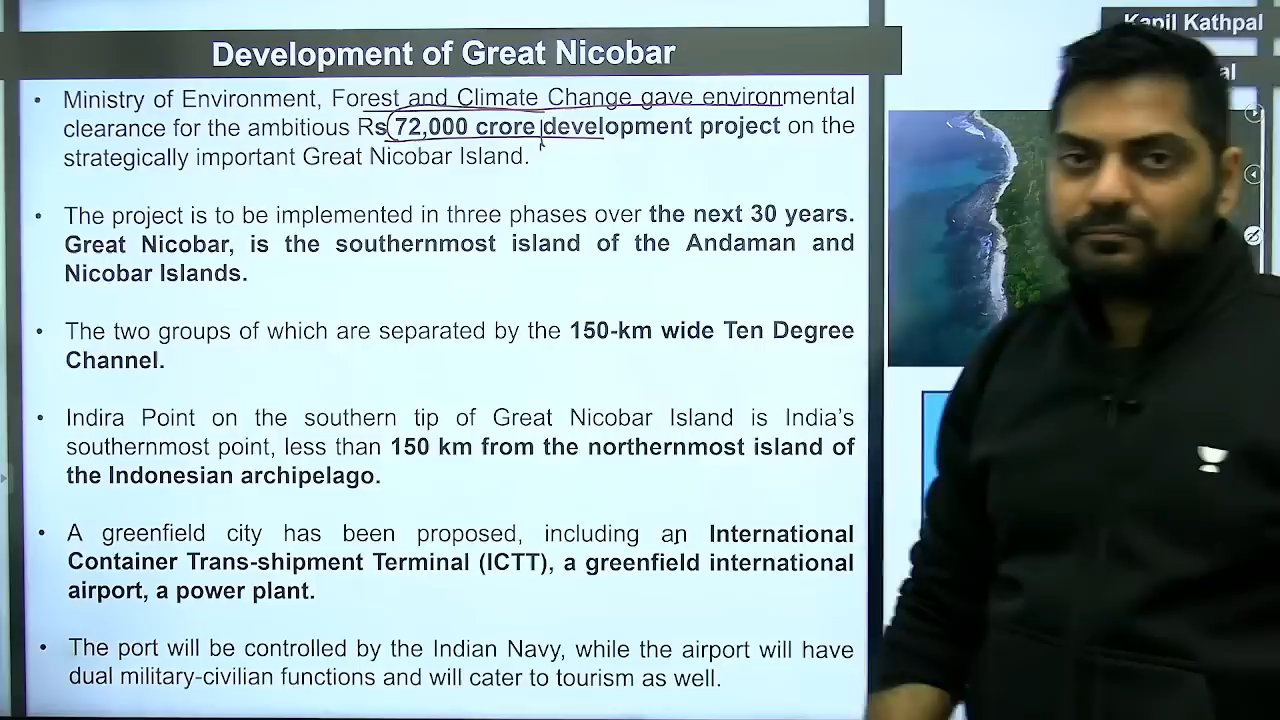 Kapil Kathpal
al
Development of Great Nicobar
• Ministry of Environment, Forest and Climate Change gave environmental
clearance for the ambitious Rs 72,000 crore development project on the
strategically important Great Nicobar Island.
• The project is to be implemented in three phases over the next 30 years.
Great Nicobar, is the southernmost island of the Andaman and
Nicobar Islands.
• The two groups of which are separated by the 150-km wide Ten Degree
Channel.
• Indira Point on the southern tip of Great Nicobar Island is India's
southernmost point, less than 150 km from the northernmost island of
the Indonesian archipelago.
• A greenfield city has been proposed, including an International
Container Trans-shipment Terminal (ICTT), a greenfield international
airport, a power plant.
• The port will be controlled by the Indian Navy, while the airport will have
dual military-civilian functions and will cater to tourism as well.